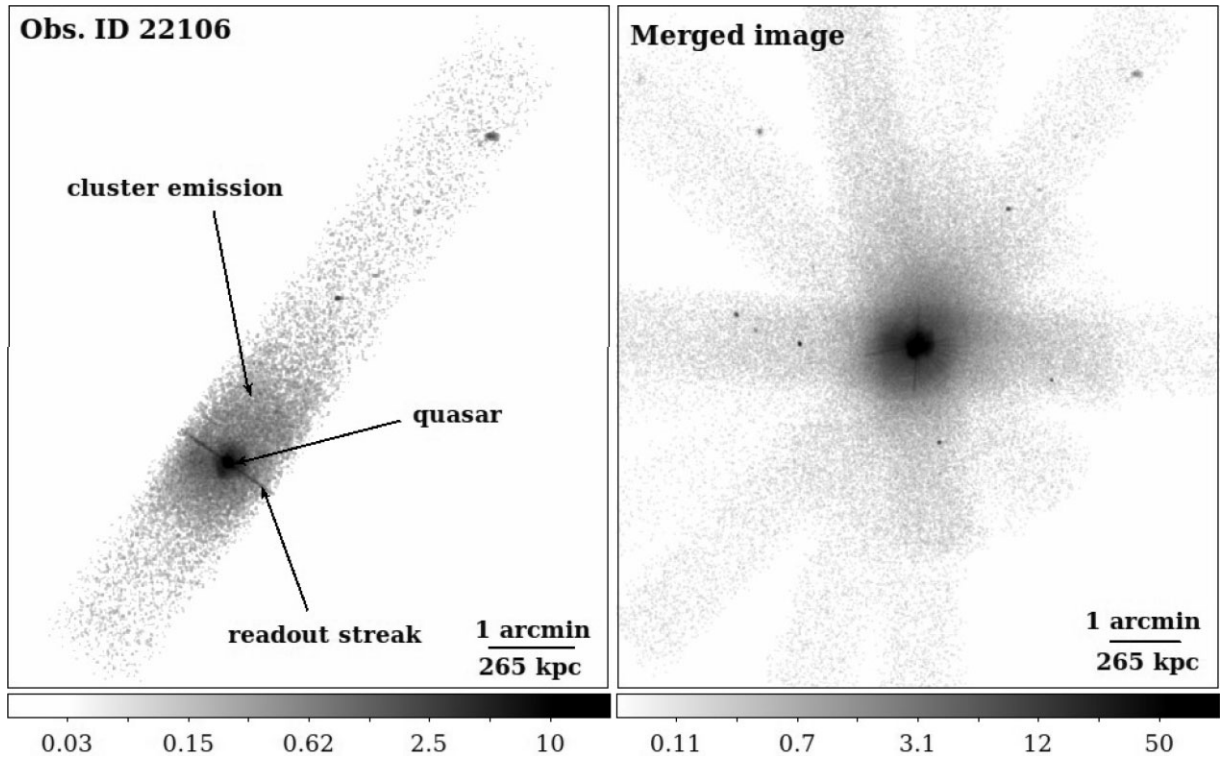 Obs. ID 22106
cluster emission
quasar
readout streak
1 arcmin
265 kpc
0.03 0.15 0.62 2.5 10
Merged image
1 arcmin
265 kpc
0.11 0.7 3.1 12 50